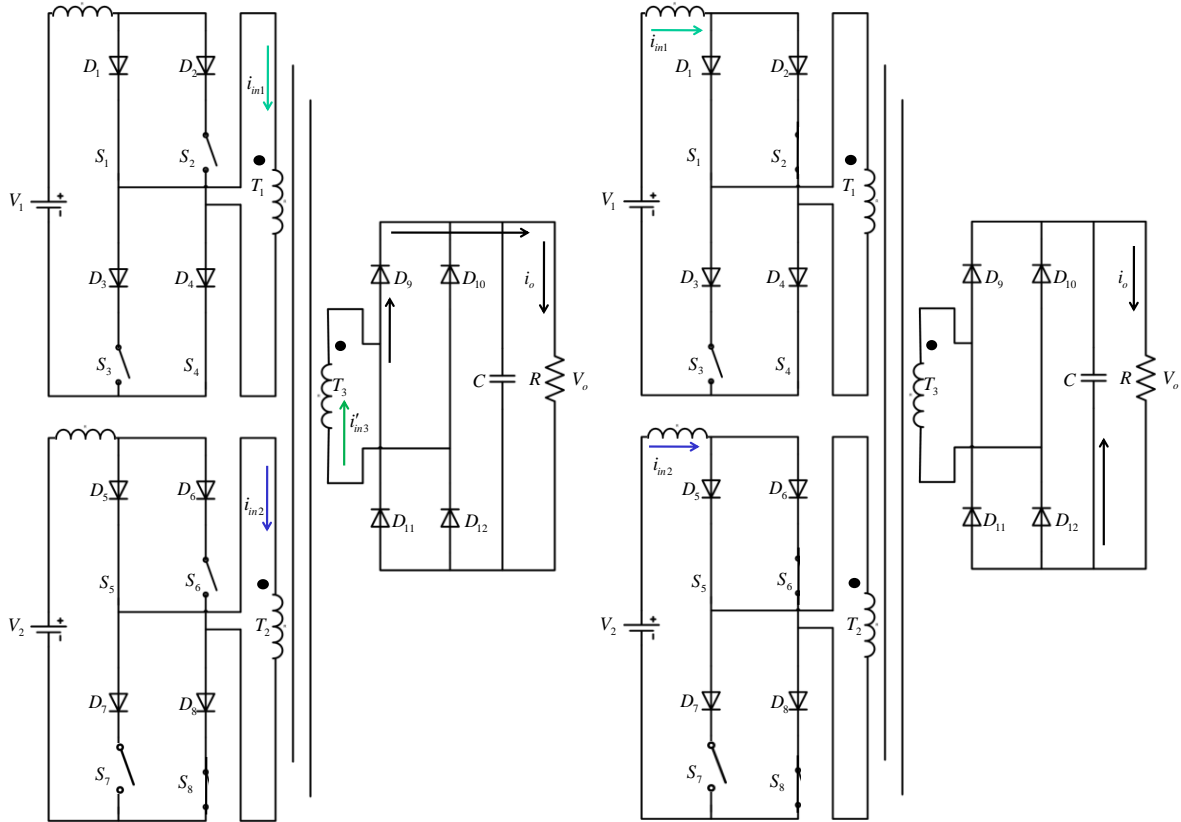 D1 D2
i_in1
S1 S2
T1
V1 + -
D3 D4
S3 S4
D9 D10
i_o
T3
C R V_o
i'_in3
D11 D12
D5 D6
i_in2
S5 S6
T2
V2 + -
D7 D8
S7 S8
i_in1
D1 D2
S1 S2
T1
V1 + -
D3 D4
S3 S4
D9 D10
i_o
T3
C R V_o
D11 D12
i_in2
D5 D6
S5 S6
T2
V2 + -
D7 D8
S7 S8